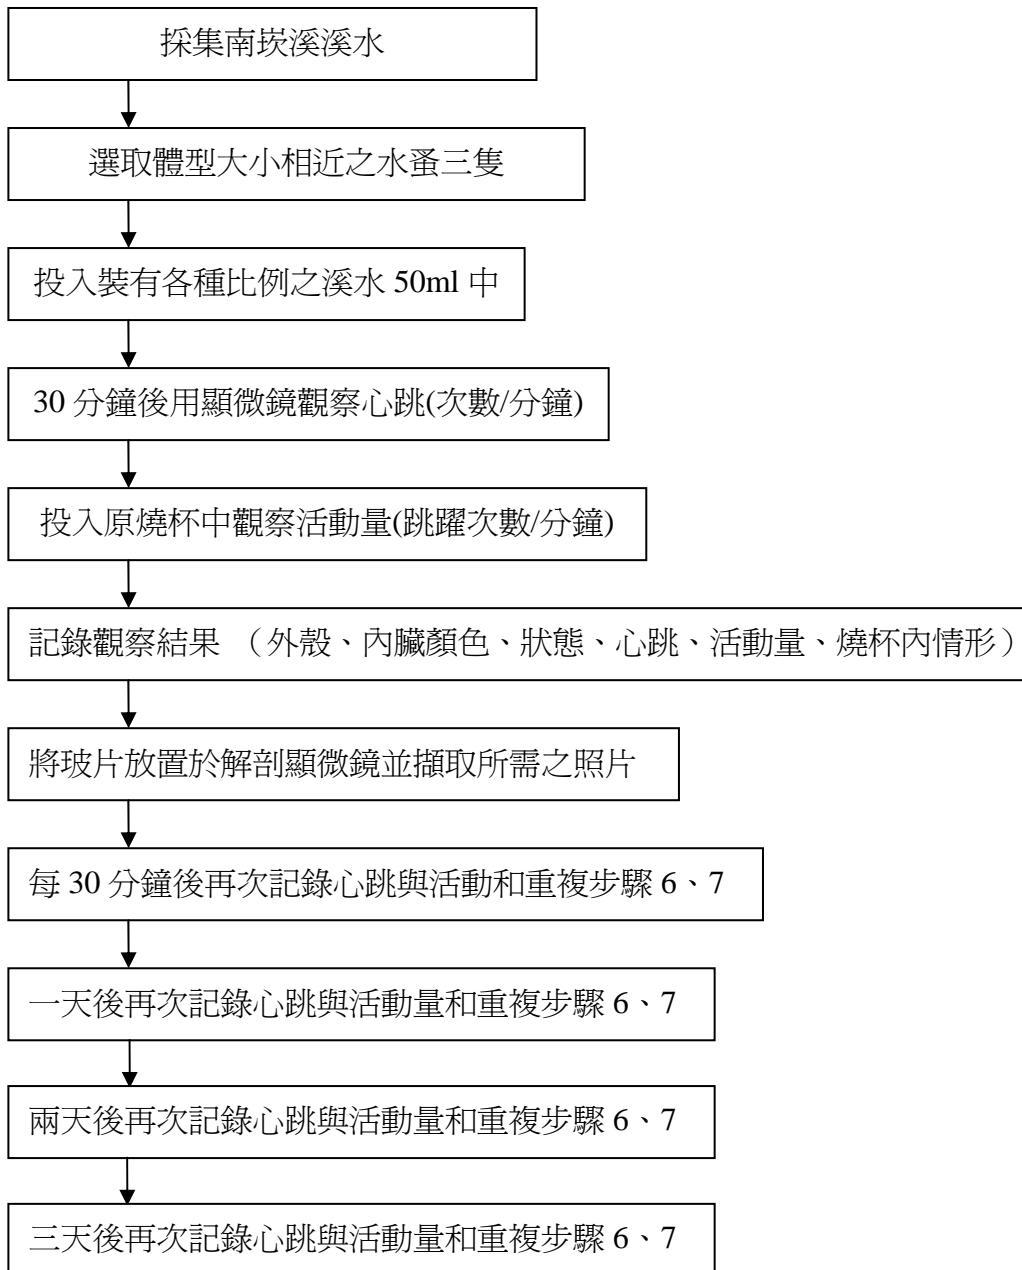 採集南崁溪溪水
選取體型大小相近之水蚤三隻
投入裝有各種比例之溪水 50ml 中
30 分鐘後用顯微鏡觀察心跳(次數/分鐘)
投入原燒杯中觀察活動量(跳躍次數/分鐘)
記錄觀察結果 （外殼、內臟顏色、狀態、心跳、活動量、燒杯內情形）
將玻片放置於解剖顯微鏡並擷取所需之照片
每 30 分鐘後再次記錄心跳與活動和重複步驟 6、7
一天後再次記錄心跳與活動量和重複步驟 6、7
兩天後再次記錄心跳與活動量和重複步驟 6、7
三天後再次記錄心跳與活動量和重複步驟 6、7